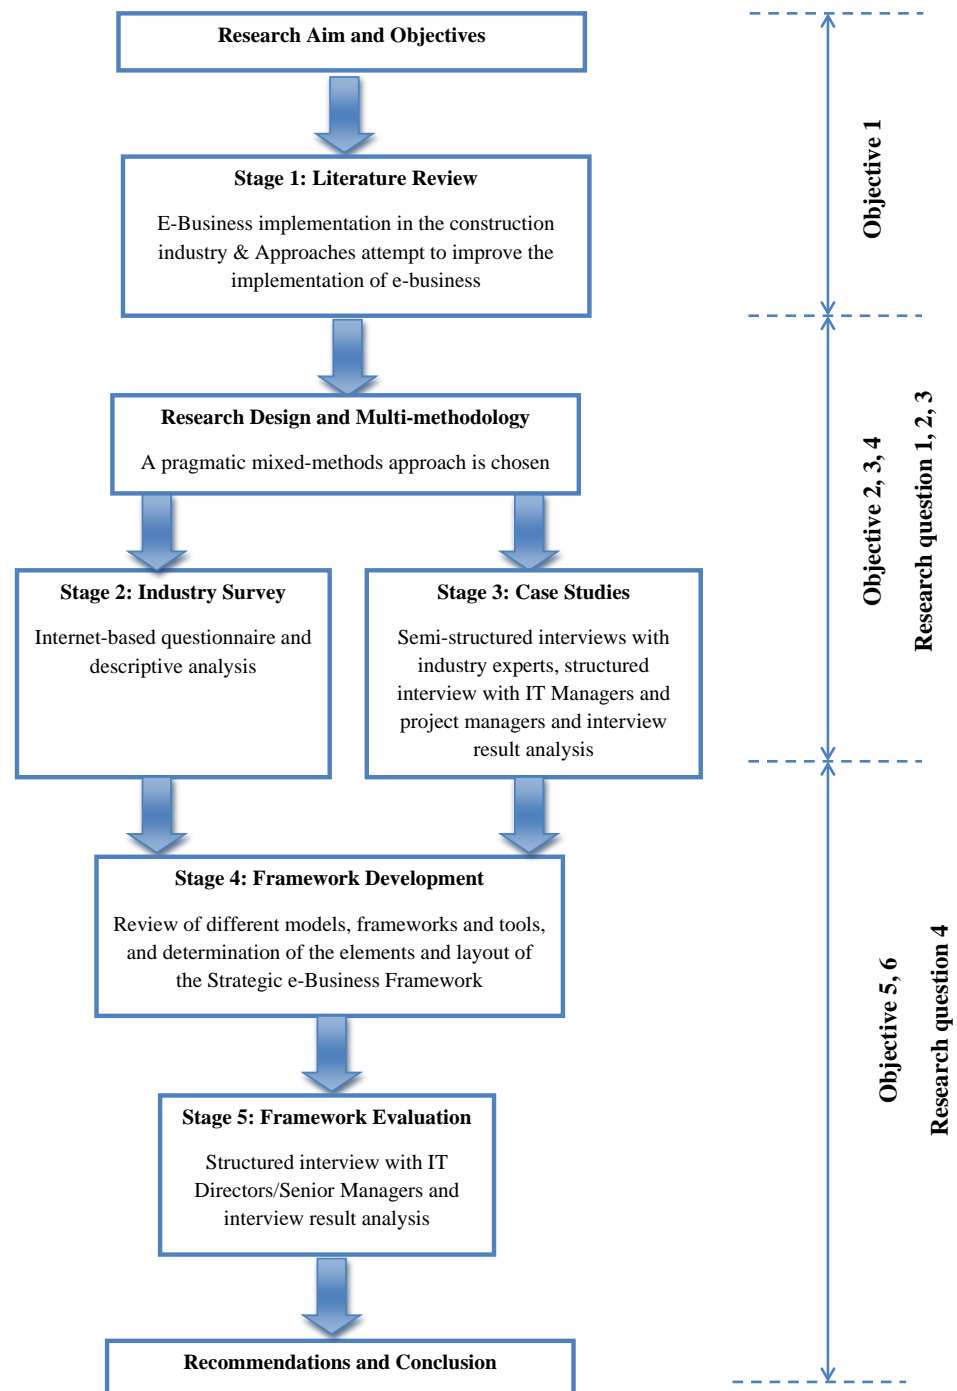 Research Aim and Objectives
Stage 1: Literature Review
E-Business implementation in the construction
industry & Approaches attempt to improve the
implementation of e-business
Objective 1
Research Design and Multi-methodology
A pragmatic mixed-methods approach is chosen
Stage 2: Industry Survey
Internet-based questionnaire and
descriptive analysis
Stage 3: Case Studies
Semi-structured interviews with
industry experts, structured
interview with IT Managers and
project managers and interview
result analysis
Objective 2, 3, 4
Research question 1, 2, 3
Stage 4: Framework Development
Review of different models, frameworks and tools,
and determination of the elements and layout of
the Strategic e-Business Framework
Stage 5: Framework Evaluation
Structured interview with IT
Directors/Senior Managers and
interview result analysis
Objective 5, 6
Research question 4
Recommendations and Conclusion